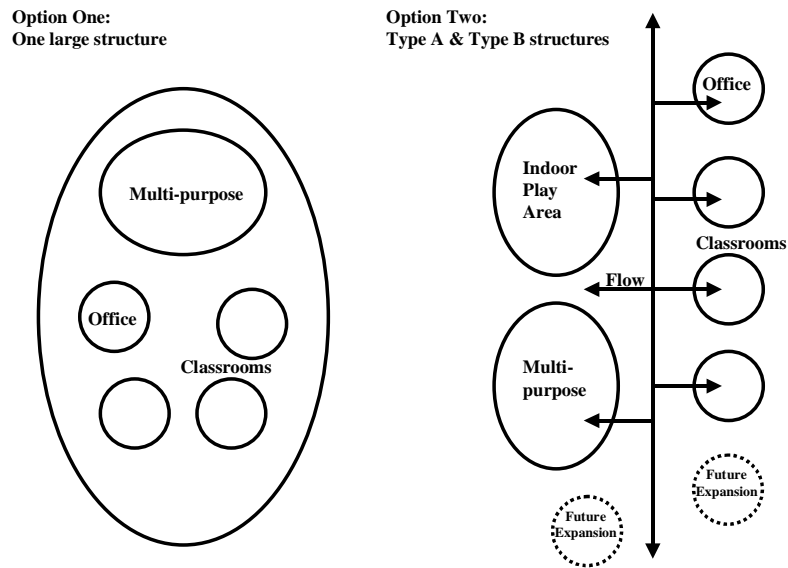 Option One:
One large structure
Multi-purpose
Office
Classrooms
Option Two:
Type A & Type B structures
Office
Indoor
Play
Area
Classrooms
Flow
Multi-
purpose
Future
Expansion
Future
Expansion